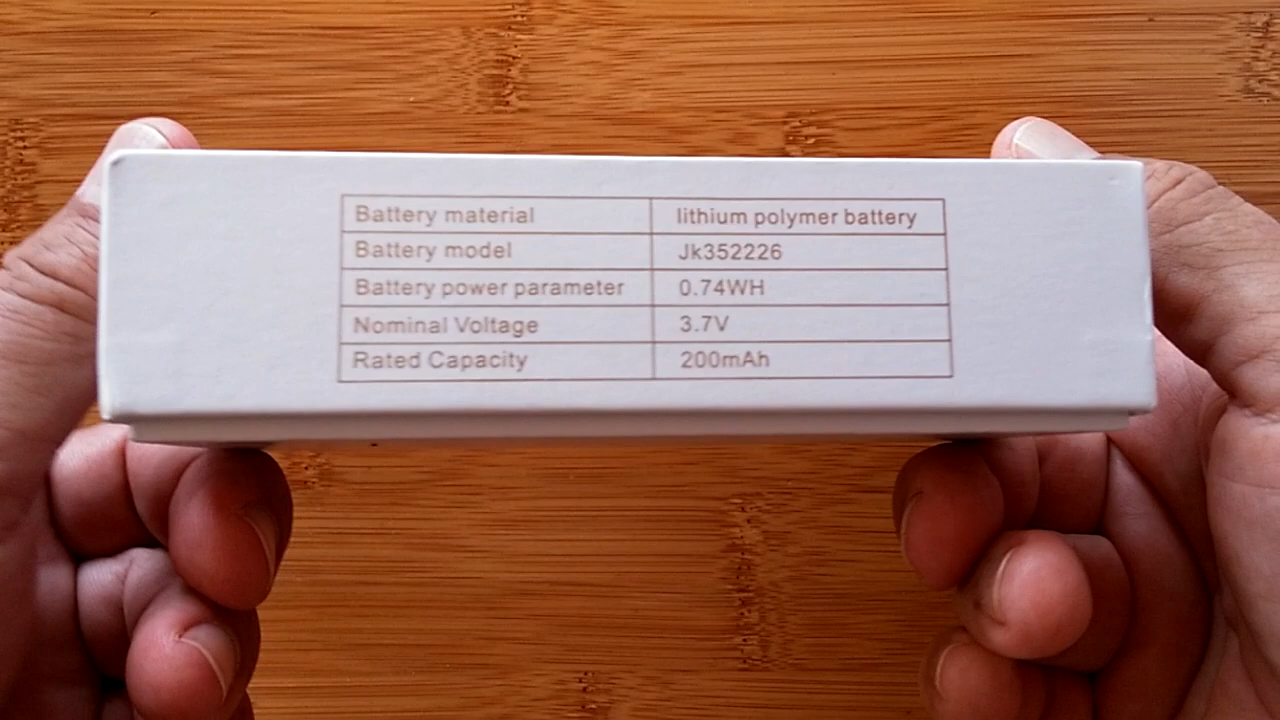 Battery material lithium polymer battery
Battery model Jk352226
Battery power parameter 0.74WH
Nominal Voltage 3.7V
Rated Capacity 200mAh